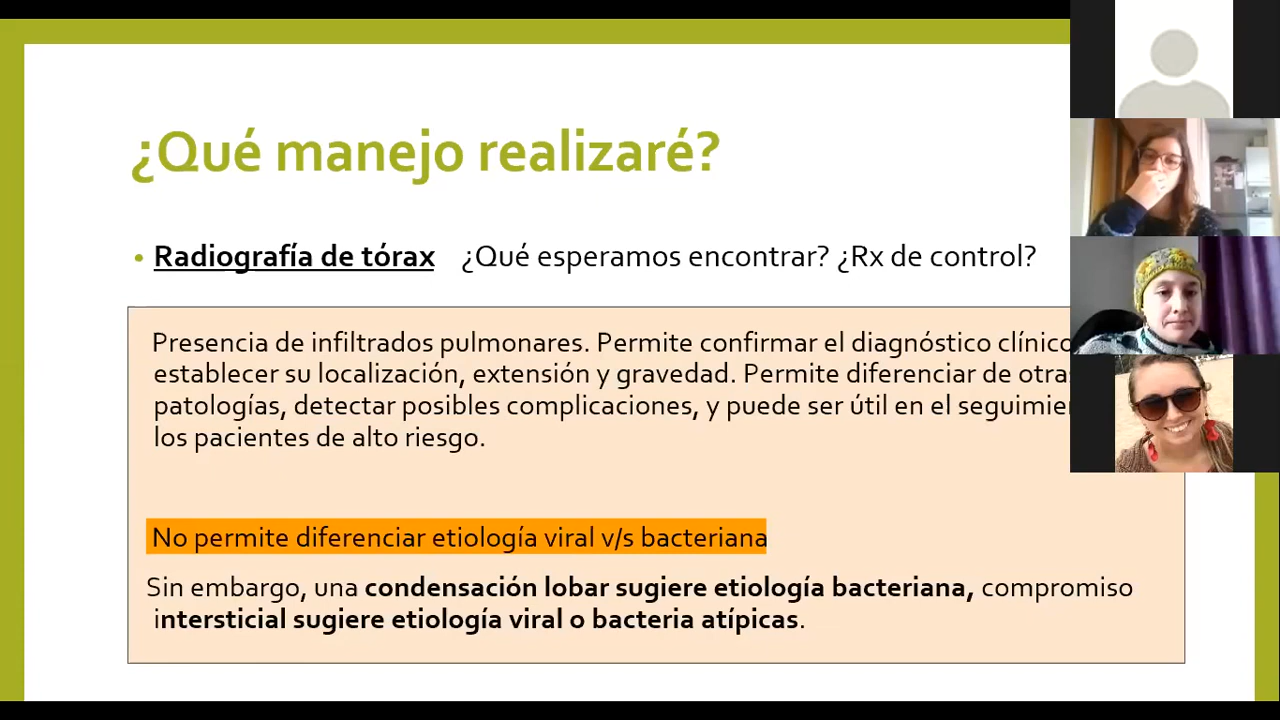 ¿Qué manejo realizaré?
• Radiografía de tórax ¿Qué esperamos encontrar? ¿Rx de control?
Presencia de infiltrados pulmonares. Permite confirmar el diagnóstico clínico
establecer su localización, extensión y gravedad. Permite diferenciar de
patologías, detectar posibles complicaciones, y puede ser útil en el
los pacientes de alto riesgo.
No permite diferenciar etiología viral v/s bacteriana
Sin embargo, una condensación lobar sugiere etiología bacteriana, compromiso
intersticial sugiere etiología viral o bacteria atípicas.